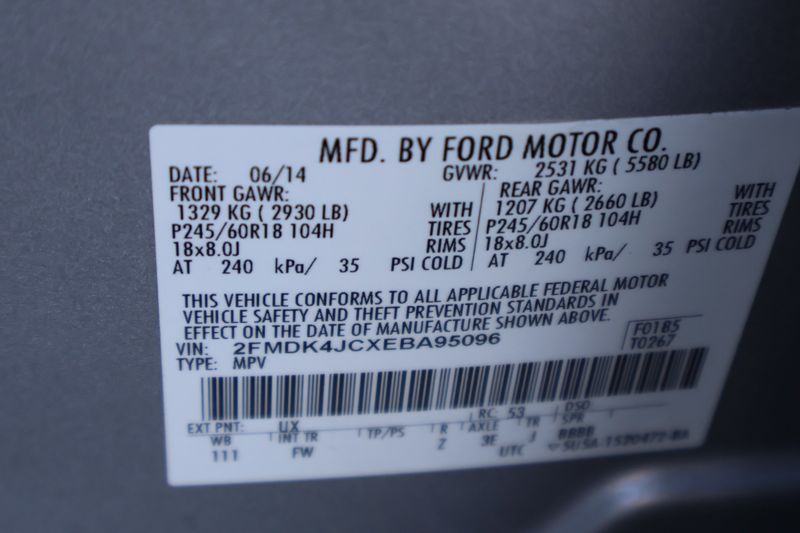 MFD. BY FORD MOTOR CO.
DATE: 06/14 GVWR: 2531 KG ( 5580 LB)
FRONT GAWR: REAR GAWR:
1329 KG ( 2930 LB) WITH 1207 KG ( 2660 LB) WITH
P245/60R18 104H TIRES P245/60R18 104H TIRES
18x8.0J RIMS 18x8.0J RIMS
AT 240 kPa/ 35 PSI COLD AT 240 kPa/ 35 PSI COLD
THIS VEHICLE CONFORMS TO ALL APPLICABLE FEDERAL MOTOR
VEHICLE SAFETY AND THEFT PREVENTION STANDARDS IN
EFFECT ON THE DATE OF MANUFACTURE SHOWN ABOVE.
VIN: 2FMDK4JCXEBA95096 F0185
TYPE: MPV T0267
EXT PNT: UX RC: 53 DSO
WB INT TR TP/PS R AXLE TR SPR
111 FW 2 3E J BBBB
UTC